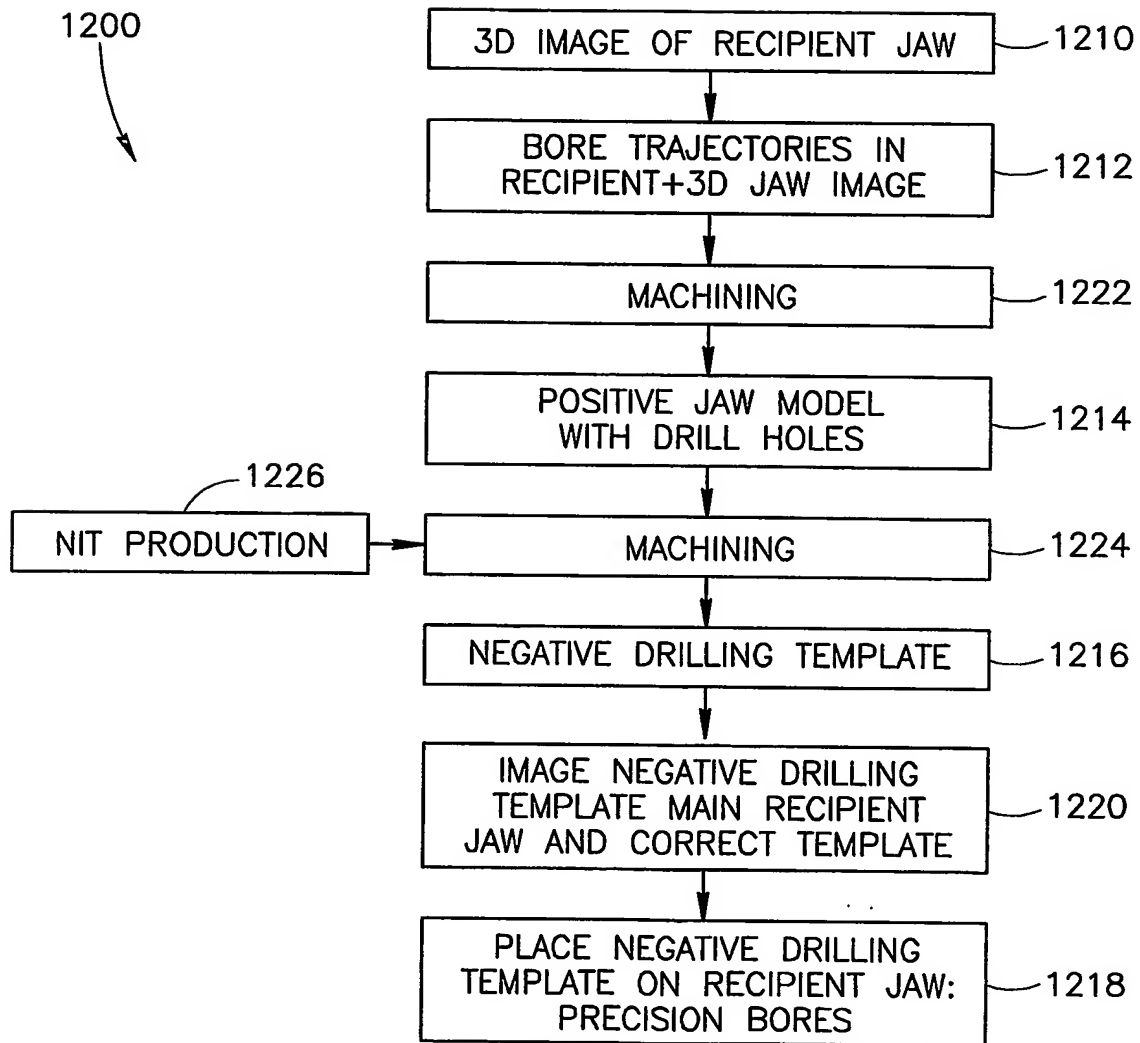 1200
3D IMAGE OF RECIPIENT JAW
1210
BORE TRAJECTORIES IN
RECIPIENT+3D JAW IMAGE
1212
MACHINING
1222
POSITIVE JAW MODEL
WITH DRILL HOLES
1214
1226
NIT PRODUCTION
MACHINING
1224
NEGATIVE DRILLING TEMPLATE
1216
IMAGE NEGATIVE DRILLING
TEMPLATE MAIN RECIPIENT
JAW AND CORRECT TEMPLATE
1220
PLACE NEGATIVE DRILLING
TEMPLATE ON RECIPIENT JAW:
PRECISION BORES
1218